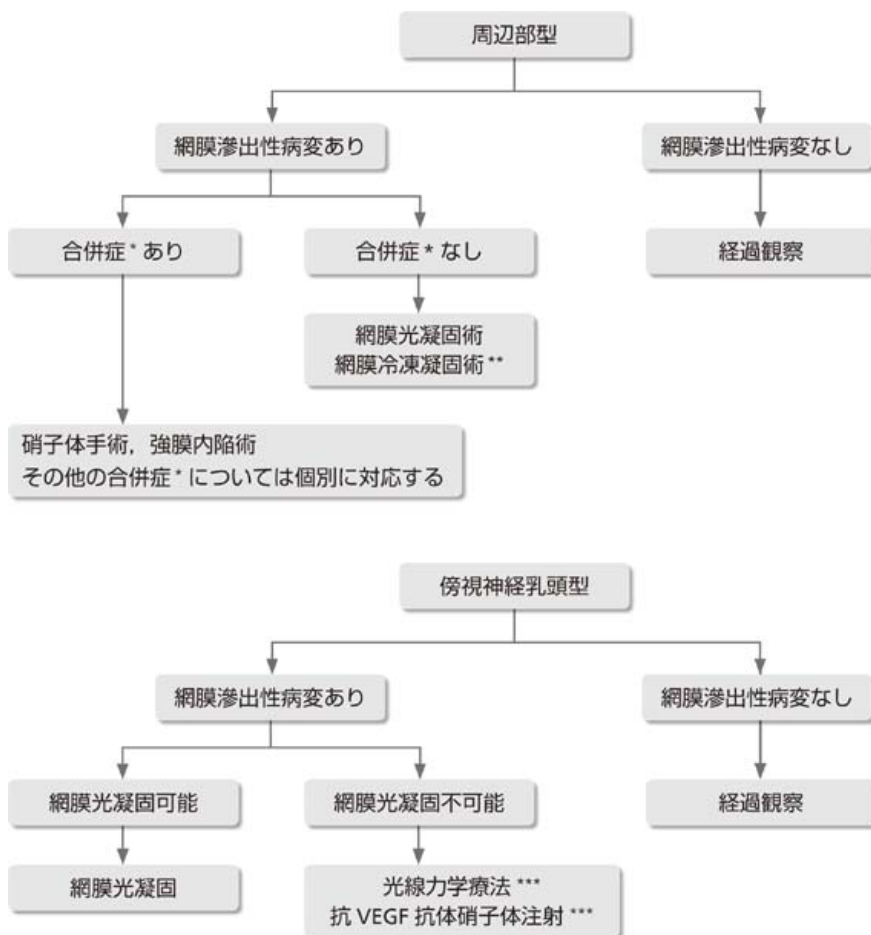 周辺部型
網膜滲出性病変あり
網膜滲出性病変なし
合併症*あり
合併症*なし
経過観察
網膜光凝固術
網膜冷凍凝固術**
硝子体手術，強膜内陥術
その他の合併症*については個別に対応する
傍視神経乳頭型
網膜滲出性病変あり
網膜滲出性病変なし
網膜光凝固可能
網膜光凝固不可能
経過観察
網膜光凝固
光線力学療法***
抗VEGF抗体硝子体注射***